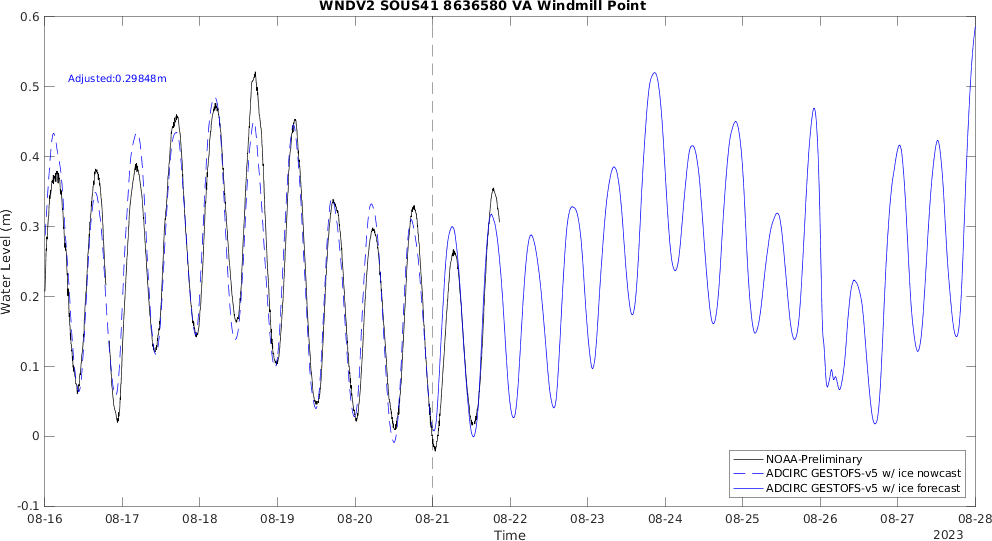 WNDV2 SOUS41 8636580 VA Windmill Point
Adjusted:0.29848m
Water Level (m)
0.6
0.5
0.4
0.3
0.2
0.1
0
-0.1
NOAA-Preliminary
ADCIRC GESTOFS-v5 w/ ice nowcast
ADCIRC GESTOFS-v5 w/ ice forecast
08-16 08-17 08-18 08-19 08-20 08-21 08-22 08-23 08-24 08-25 08-26 08-27 08-28
Time
2023